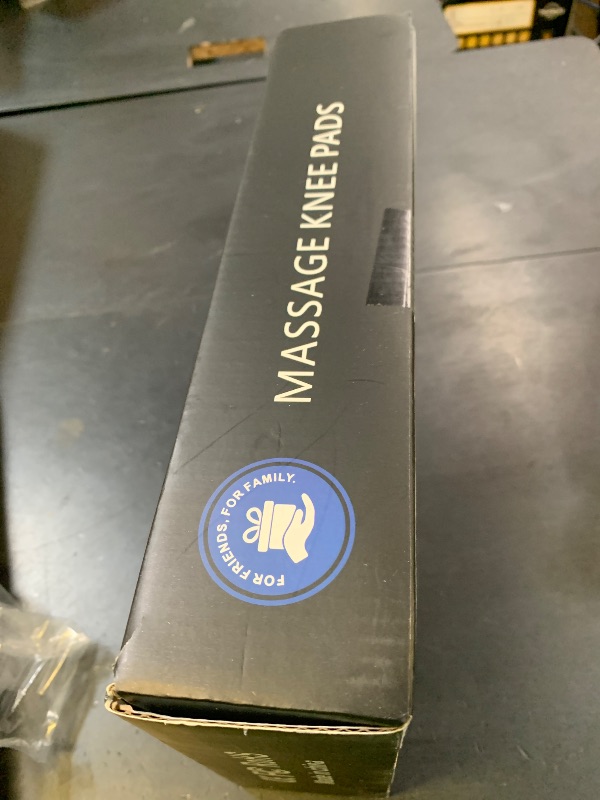 MASSAGE KNEE PADS
FOR FRIENDS, FOR FAMILY.